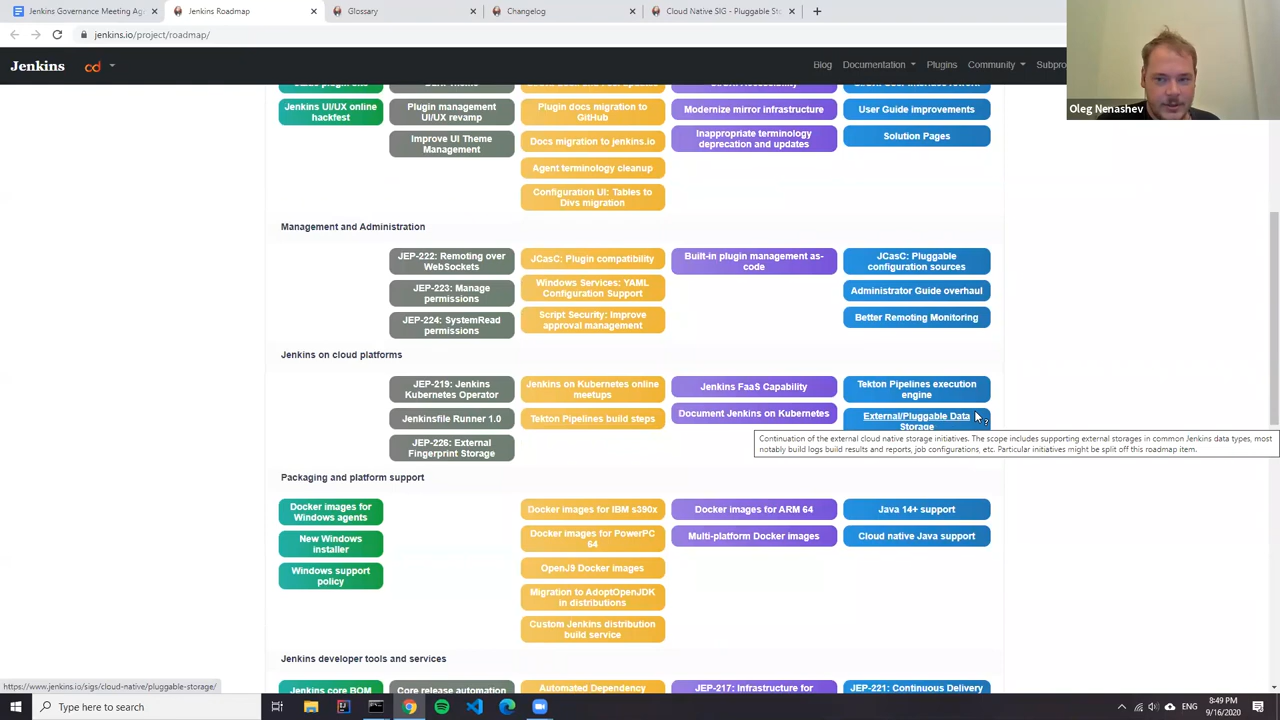 Jenkins Governance Meeting Ag
Jenkins Roadmap
Glossary
Changelog
Cloud Native SIG - Pluggable Sto
jenkins.io/project/roadmap/
Jenkins
cd
Blog
Documentation
Plugins
Community
Subpro
Oleg Nenashev
Jenkins UI/UX online
hackfest
Plugin management
UI/UX revamp
Improve UI Theme
Management
Plugin docs migration to
GitHub
Docs migration to jenkins.io
Agent terminology cleanup
Configuration UI: Tables to
Divs migration
Modernize mirror infrastructure
Inappropriate terminology
deprecation and updates
User Guide improvements
Solution Pages
Management and Administration
JEP-222: Remoting over
WebSockets
JEP-223: Manage
permissions
JEP-224: SystemRead
permissions
JCasC: Plugin compatibility
Windows Services: YAML
Configuration Support
Script Security: Improve
approval management
Built-in plugin management as-
code
JCasC: Pluggable
configuration sources
Administrator Guide overhaul
Better Remoting Monitoring
Jenkins on cloud platforms
JEP-219: Jenkins
Kubernetes Operator
Jenkinsfile Runner 1.0
JEP-226: External
Fingerprint Storage
Jenkins on Kubernetes online
meetups
Tekton Pipelines build steps
Jenkins FaaS Capability
Document Jenkins on Kubernetes
Tekton Pipelines execution
engine
External/Pluggable Data
Storage
Continuation of the external cloud native storage initiatives. The scope includes supporting external storages in common Jenkins data types, most
notably build logs build results and reports, job configurations, etc. Particular initiatives might be split off this roadmap item.
Packaging and platform support
Docker images for
Windows agents
New Windows
installer
Windows support
policy
Docker images for IBM s390x
Docker images for PowerPC
64
OpenJ9 Docker images
Migration to AdoptOpenJDK
in distributions
Custom Jenkins distribution
build service
Docker images for ARM 64
Multi-platform Docker images
Java 14+ support
Cloud native Java support
Jenkins developer tools and services
Jenkins core BOM
Core release automation
Automated Dependency
JEP-217: Infrastructure for
JEP-221: Continuous Delivery
https://www.jenkins.io/sigs/cloud-native/pluggable-storage/
Type here to search
ENG
8:49 PM
9/16/2020